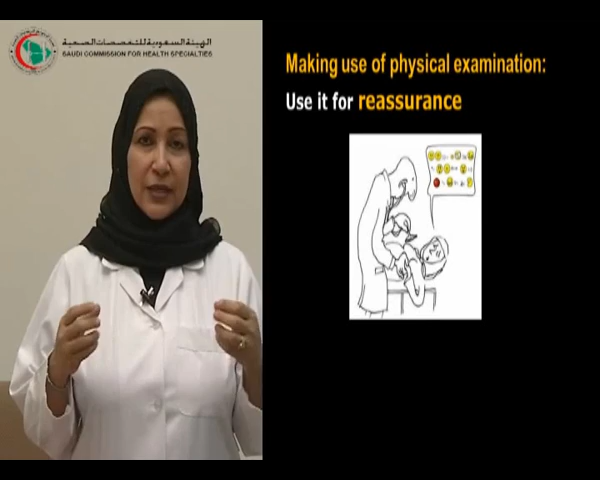 الهيئة السعودية للتخصصات الصحية
SAUDI COMMISSION FOR HEALTH SPECIALTIES
Making use of physical examination:
Use it for reassurance